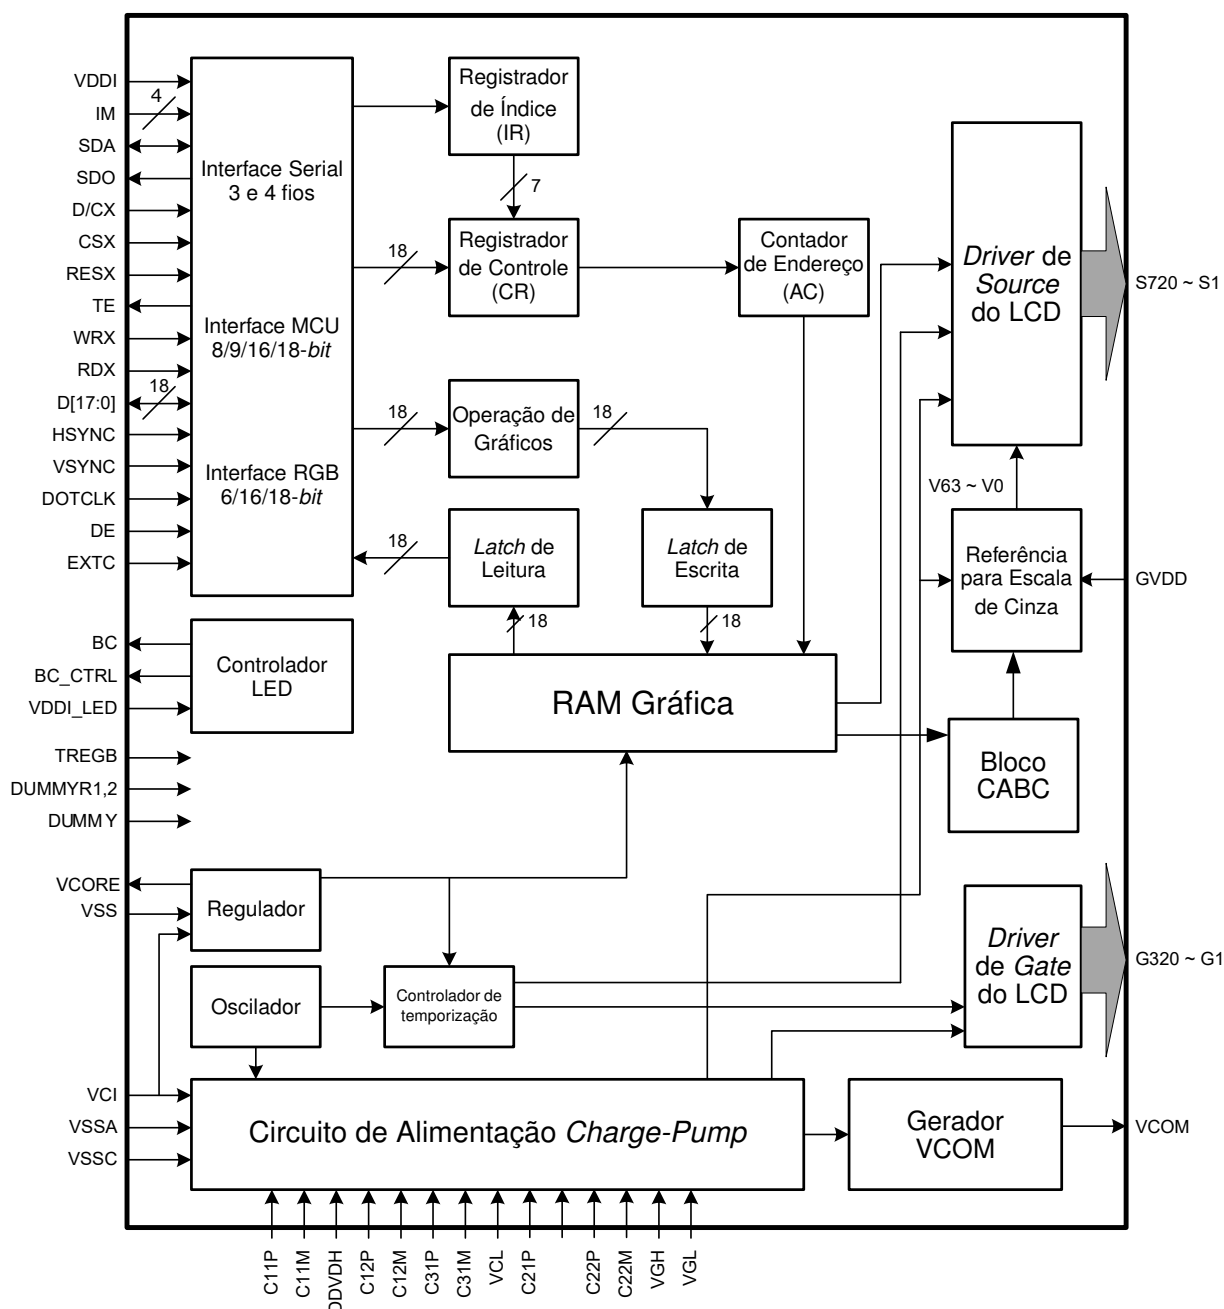 VDDI
IM
4
SDA
SDO
D/CX
CSX
RESX
TE
WRX
RDX
D[17:0]
18
HSYNC
VSYNC
DOTCLK
DE
EXTC
BC
BC_CTRL
VDDI_LED
TREGB
DUMMYR1,2
DUMMY
VCORE
VSS
VCI
VSSA
VSSC
Interface Serial
3 e 4 fios
Interface MCU
8/9/16/18-bit
Interface RGB
6/16/18-bit
Registrador
de Índice
(IR)
7
18
Registrador
de Controle
(CR)
Contador
de Endereço
(AC)
18
Operação de
Gráficos
18
18
Latch de
Leitura
Latch de
Escrita
18
18
RAM Gráfica
Driver de
Source
do LCD
S720 ~ S1
V63 ~ V0
Referência
para Escala
de Cinza
GVDD
Bloco
CABC
Controlador
LED
Regulador
Oscilador
Controlador de
temporização
Driver
de Gate
do LCD
G320 ~ G1
Circuito de Alimentação Charge-Pump
Gerador
VCOM
VCOM
C11P
C11M
DDVDH
C12P
C12M
C31P
C31M
VCL
C21P
C22P
C22M
VGH
VGL